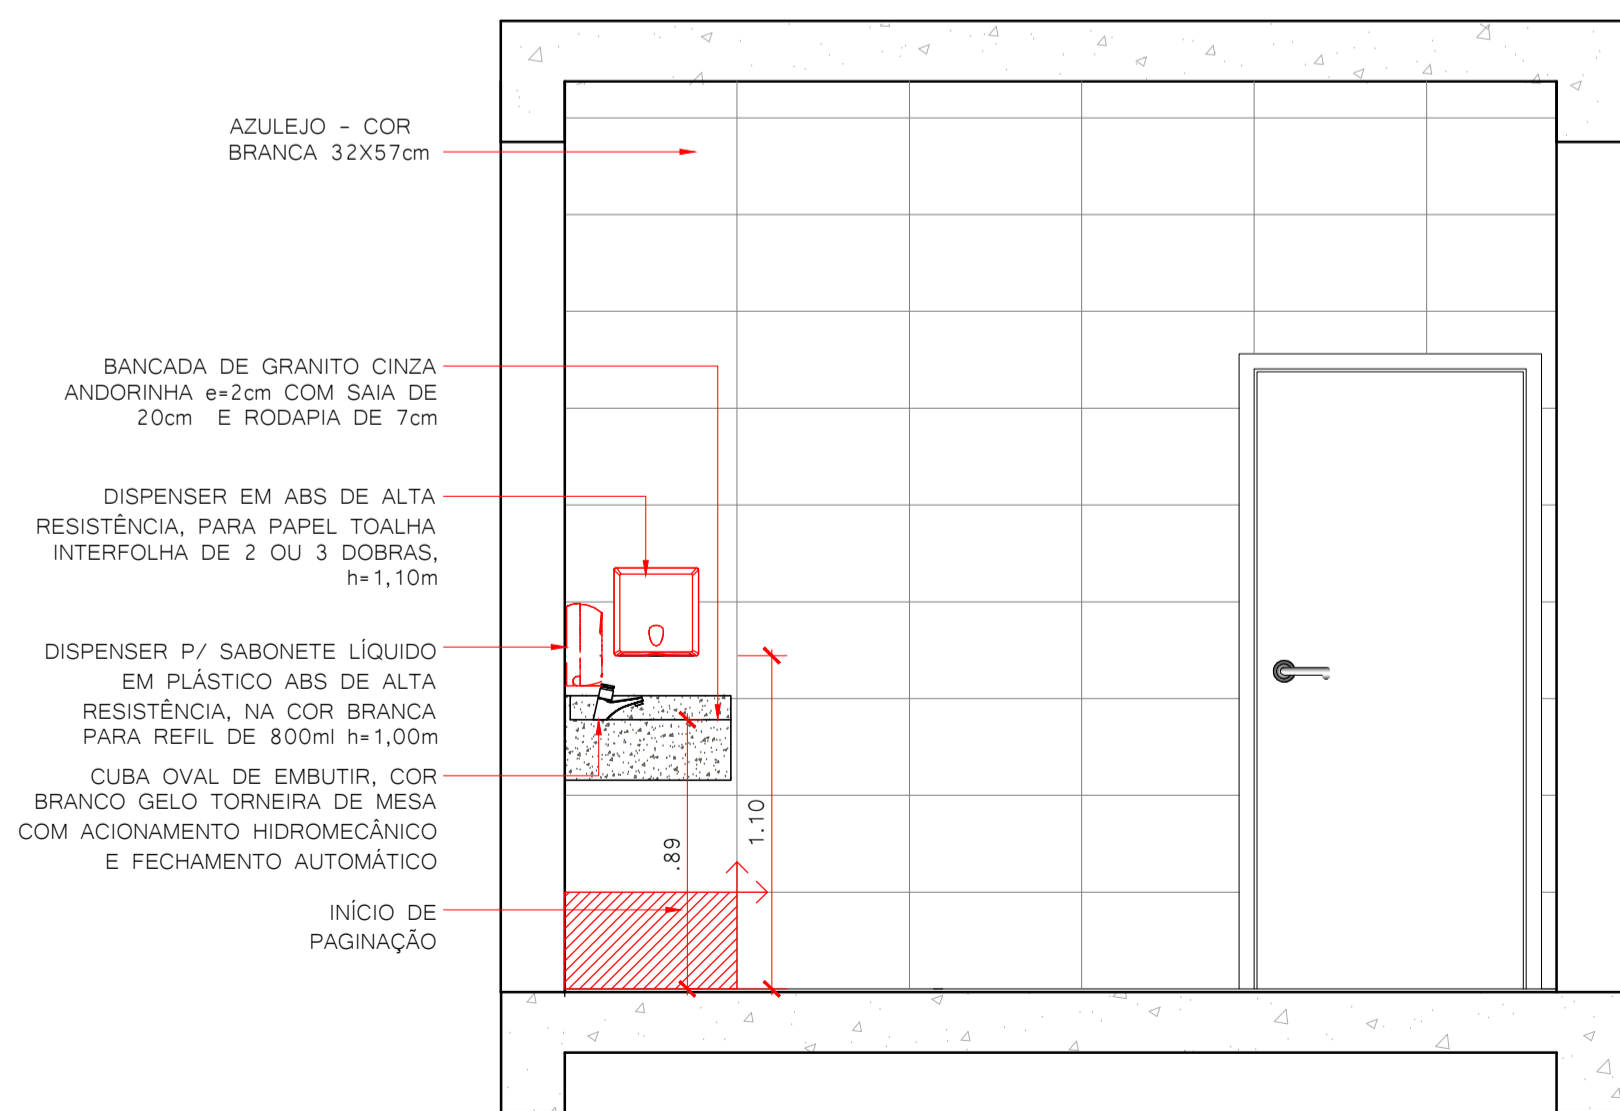 AZULEJO - COR
BRANCA 32X57cm
BANCADA DE GRANITO CINZA
ANDORINHA e=2cm COM SAIA DE
20cm E RODAPIA DE 7cm
DISPENSER EM ABS DE ALTA
RESISTÊNCIA, PARA PAPEL TOALHA
INTERFOLHA DE 2 OU 3 DOBRAS,
h=1,10m
DISPENSER P/ SABONETE LÍQUIDO
EM PLÁSTICO ABS DE ALTA
RESISTÊNCIA, NA COR BRANCA
PARA REFIL DE 800ml h=1,00m
CUBA OVAL DE EMBUTIR, COR
BRANCO GELO TORNEIRA DE MESA
COM ACIONAMENTO HIDROMECÂNICO
E FECHAMENTO AUTOMÁTICO
INÍCIO DE
PAGINAÇÃO
.89
1.10